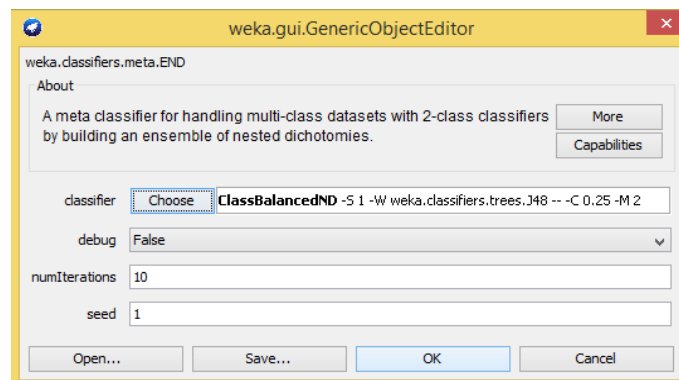 weka.gui.GenericObjectEditor
×
weka.classifiers.meta.END
About
A meta classifier for handling multi-class datasets with 2-class classifiers
by building an ensemble of nested dichotomies.
More
Capabilities
classifier Choose ClassBalancedND -S 1 -W weka.classifiers.trees.J48 -- -C 0.25 -M 2
debug False
numIterations 10
seed 1
Open... Save... OK Cancel